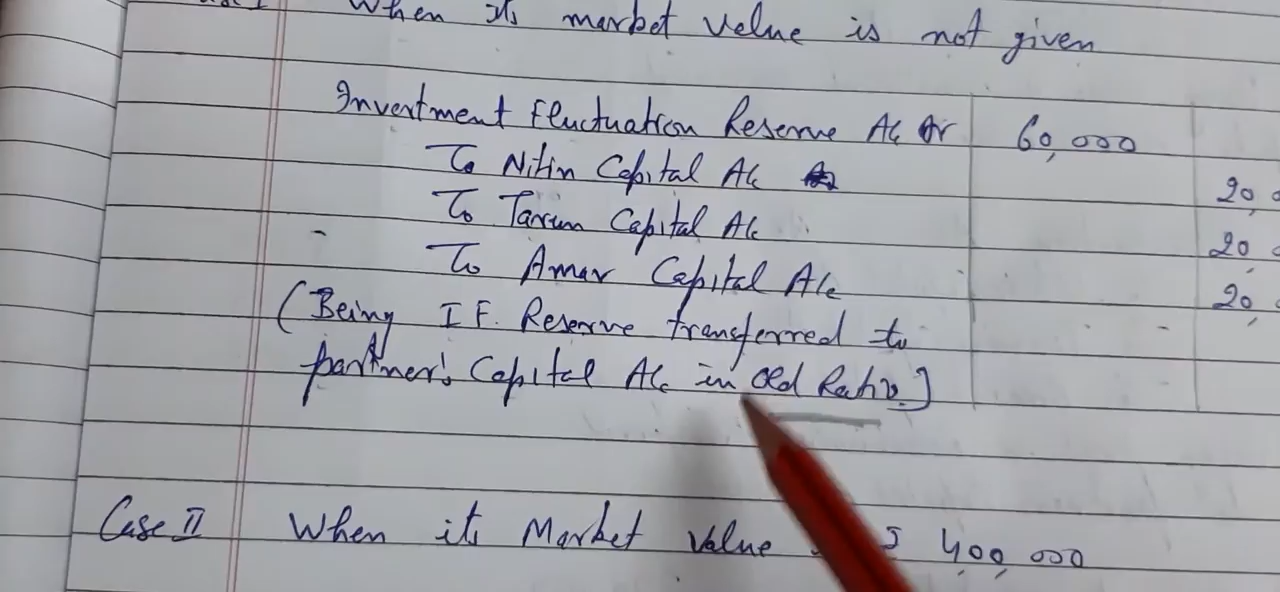 When its market value is not given
Investment Fluctuation Reserve A/c Dr 60,000
To Nitin Capital A/c 20,
To Tarun Capital A/c 20,
To Amar Capital A/c 20,
(Being I F. Reserve transferred to
partner's Capital A/c in old Ratio.)
Case II When its Market Value 4,00,000